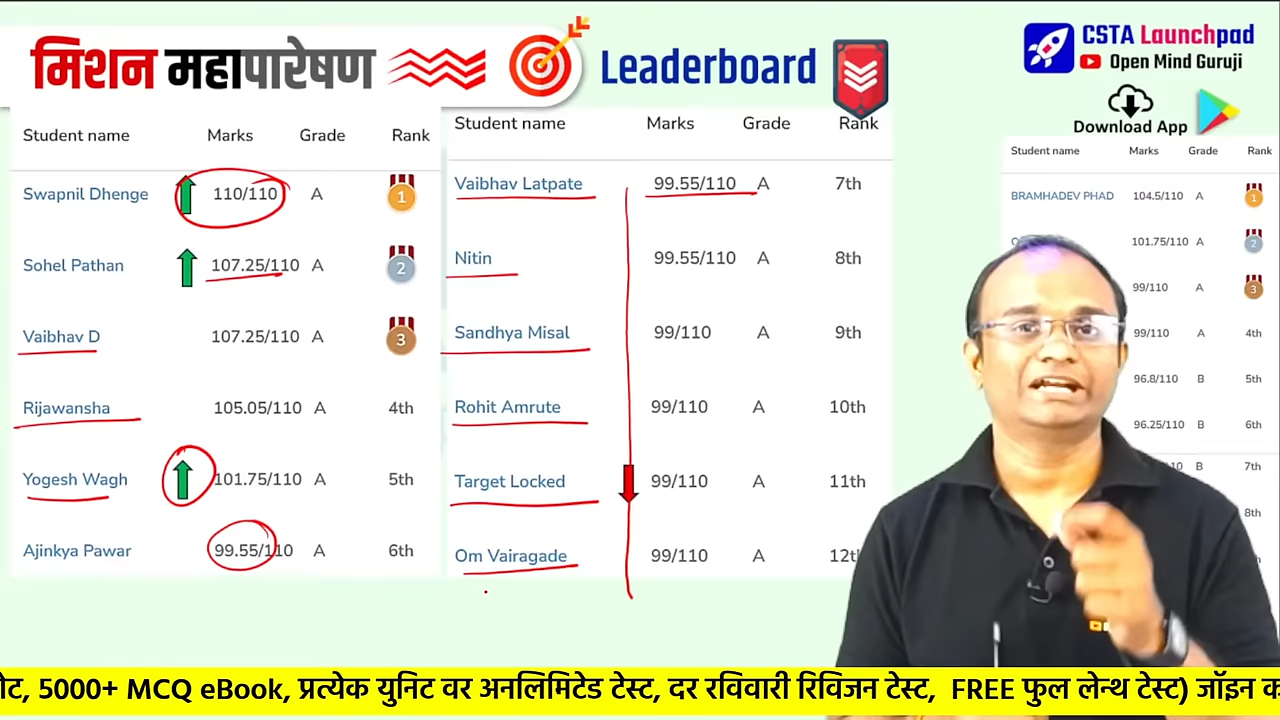 मिशन महापारेषण
Leaderboard
CSTA Launchpad
Open Mind Guruji
Download App
Student name Marks Grade Rank
Swapnil Dhenge 110/110 A 1
Sohel Pathan 107.25/110 A 2
Vaibhav D 107.25/110 A 3
Rijawansha 105.05/110 A 4th
Yogesh Wagh 101.75/110 A 5th
Ajinkya Pawar 99.55/110 A 6th
Student name Marks Grade Rank
Vaibhav Latpate 99.55/110 A 7th
Nitin 99.55/110 A 8th
Sandhya Misal 99/110 A 9th
Rohit Amrute 99/110 A 10th
Target Locked 99/110 A 11th
Om Vairagade 99/110 A
Student name Marks Grade Rank
BRAMHADEV PHAD 104.5/110 A 1
101.75/110 A 2
99/110 A 3
99/110 A 4th
96.8/110 B 5th
96.25/110 B 6th
B 7th
8th
5000+ MCQ eBook, प्रत्येक युनिट वर अनलिमिटेड टेस्ट, दर रविवारी रिविजन टेस्ट, FREE फुल लेन्थ टेस्ट) जॉइन